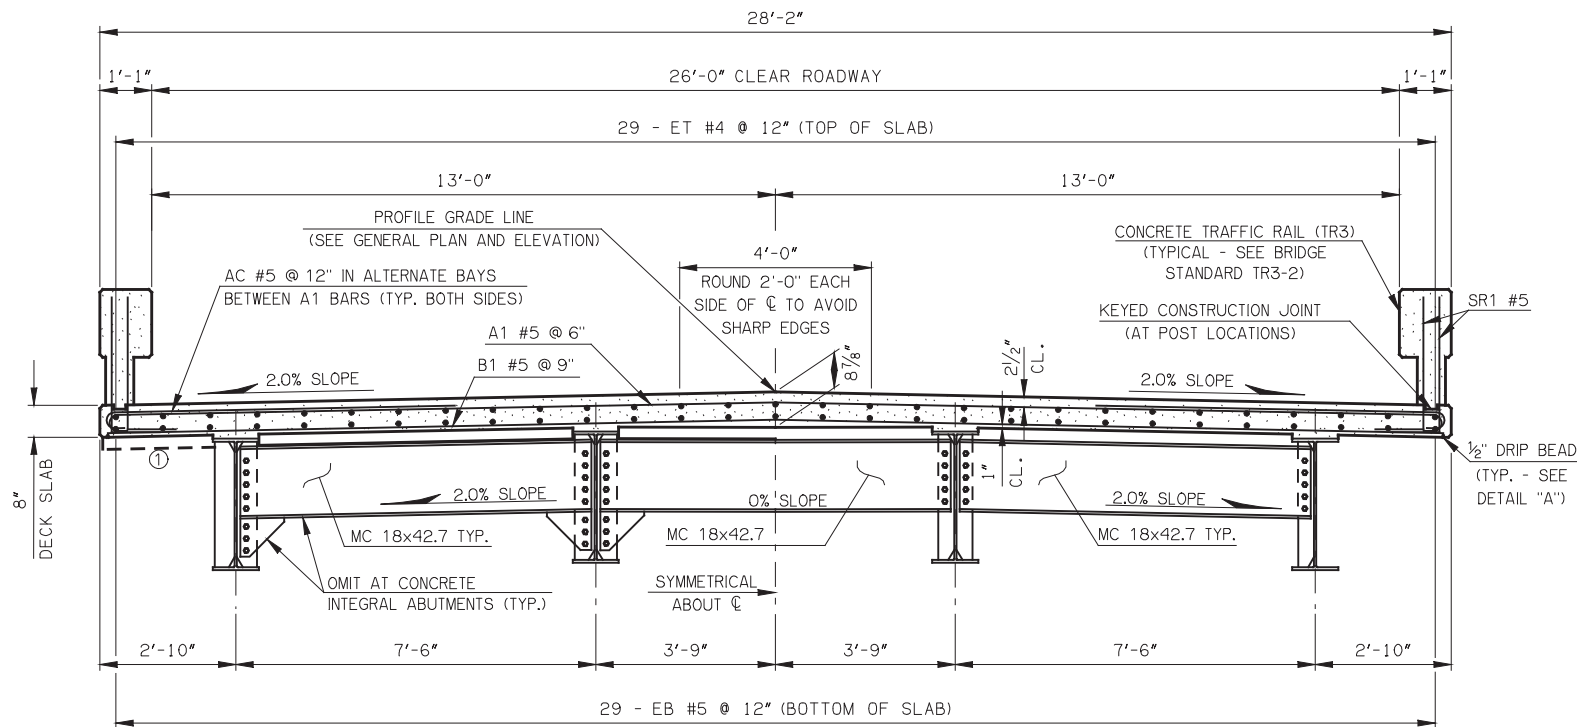 28'-2"
1'-1"
26'-0" CLEAR ROADWAY
1'-1"
29 - ET #4 @ 12" (TOP OF SLAB)
13'-0"
13'-0"
PROFILE GRADE LINE
(SEE GENERAL PLAN AND ELEVATION)
4'-0"
ROUND 2'-0" EACH
SIDE OF ℄ TO AVOID
SHARP EDGES
CONCRETE TRAFFIC RAIL (TR3)
(TYPICAL - SEE BRIDGE
STANDARD TR3-2)
AC #5 @ 12" IN ALTERNATE BAYS
BETWEEN A1 BARS (TYP. BOTH SIDES)
KEYED CONSTRUCTION JOINT
(AT POST LOCATIONS)
SR1 #5
A1 #5 @ 6"
B1 #5 @ 9"
8⅞"
2½"
CL.
2.0% SLOPE
2.0% SLOPE
8"
DECK SLAB
1
1"
CL.
½" DRIP BEAD
(TYP. - SEE
DETAIL "A")
2.0% SLOPE
0% SLOPE
2.0% SLOPE
MC 18x42.7 TYP.
MC 18x42.7
MC 18x42.7 TYP.
OMIT AT CONCRETE
INTEGRAL ABUTMENTS (TYP.)
SYMMETRICAL
ABOUT ℄
2'-10"
7'-6"
3'-9"
3'-9"
7'-6"
2'-10"
29 - EB #5 @ 12" (BOTTOM OF SLAB)